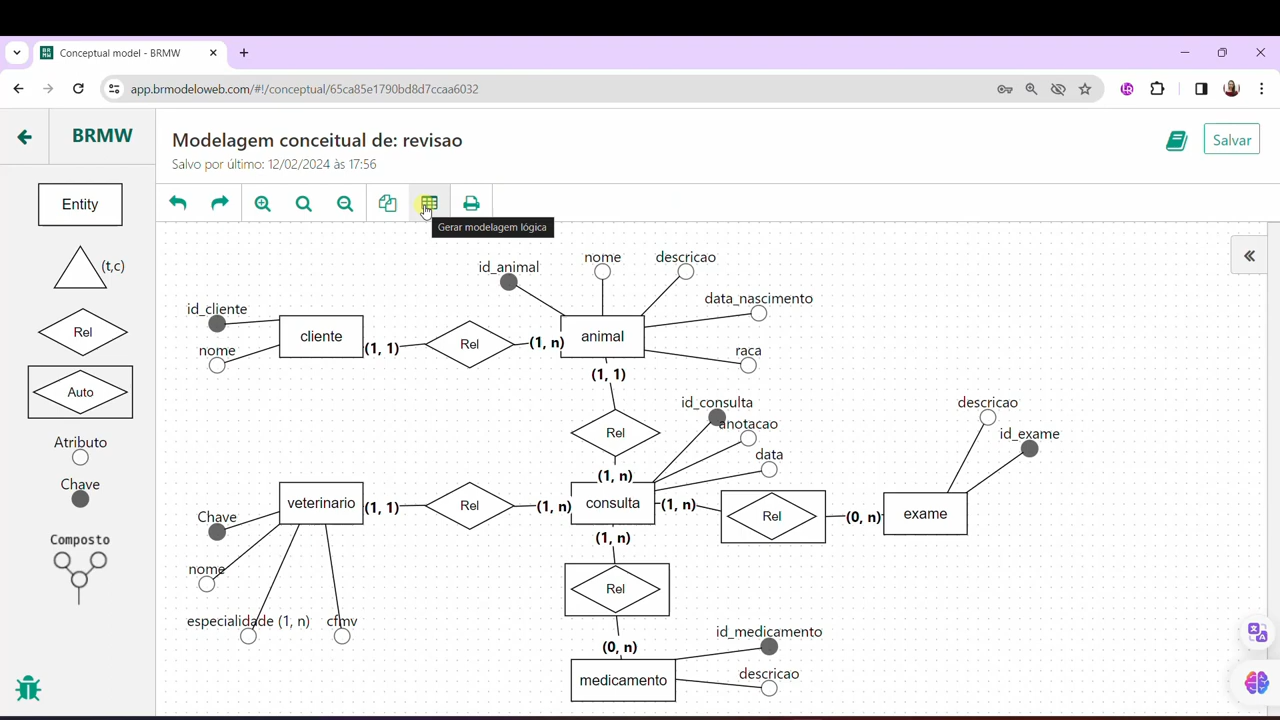 Conceptual model - BRMW
app.brmodeloweb.com/#!/conceptual/65ca85e1790bd8d7ccaa6032
BRMW
Modelagem conceitual de: revisao
Salvo por último: 12/02/2024 às 17:56
Salvar
Gerar modelagem lógica
Entity
(t,c)
Rel
Auto
Atributo
Chave
Composto
id_cliente
nome
cliente
(1, 1)
Rel
(1, n)
id_animal
nome
descricao
data_nascimento
raca
animal
(1, 1)
Rel
(1, n)
id_consulta
anotacao
data
consulta
veterinario
(1, 1)
Rel
(1, n)
Chave
nome
especialidade (1, n)
cfmv
(1, n)
Rel
(0, n)
exame
descricao
id_exame
(1, n)
Rel
(0, n)
medicamento
id_medicamento
descricao